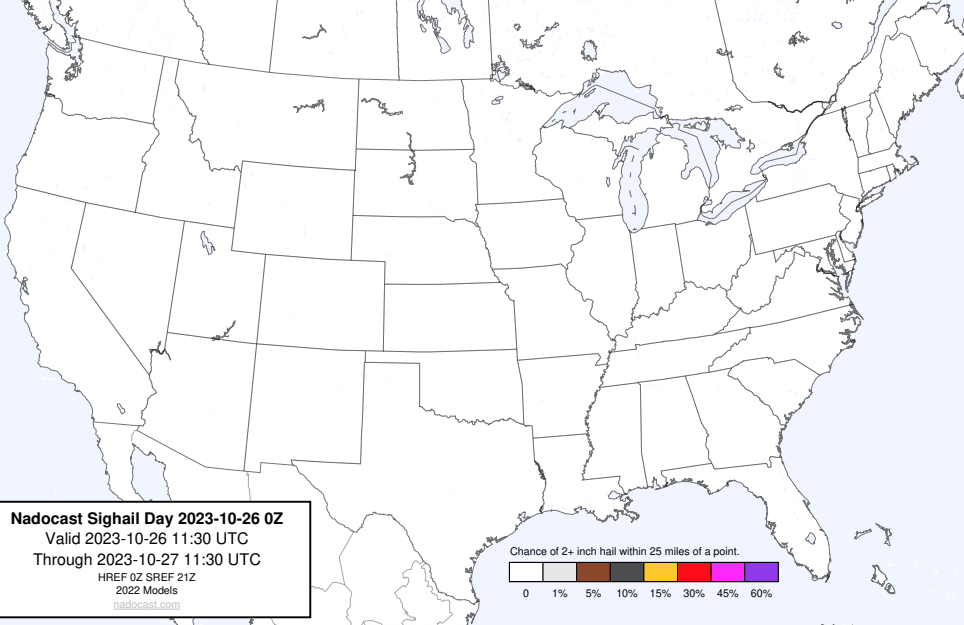 Nadocast Sighail Day 2023-10-26 0Z
Valid 2023-10-26 11:30 UTC
Through 2023-10-27 11:30 UTC
HREF 0Z SREF 21Z
2022 Models
nadocast.com
Chance of 2+ inch hail within 25 miles of a point.
0 1% 5% 10% 15% 30% 45% 60%